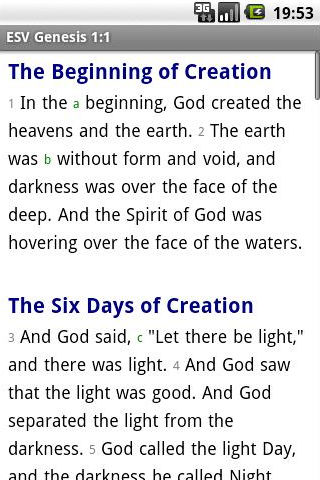 3G 19:53
ESV Genesis 1:1
The Beginning of Creation
1 In the a beginning, God created the
heavens and the earth. 2 The earth
was b without form and void, and
darkness was over the face of the
deep. And the Spirit of God was
hovering over the face of the waters.
The Six Days of Creation
3 And God said, c "Let there be light,"
and there was light. 4 And God saw
that the light was good. And God
separated the light from the
darkness. 5 God called the light Day,
and the darkness he called Night.